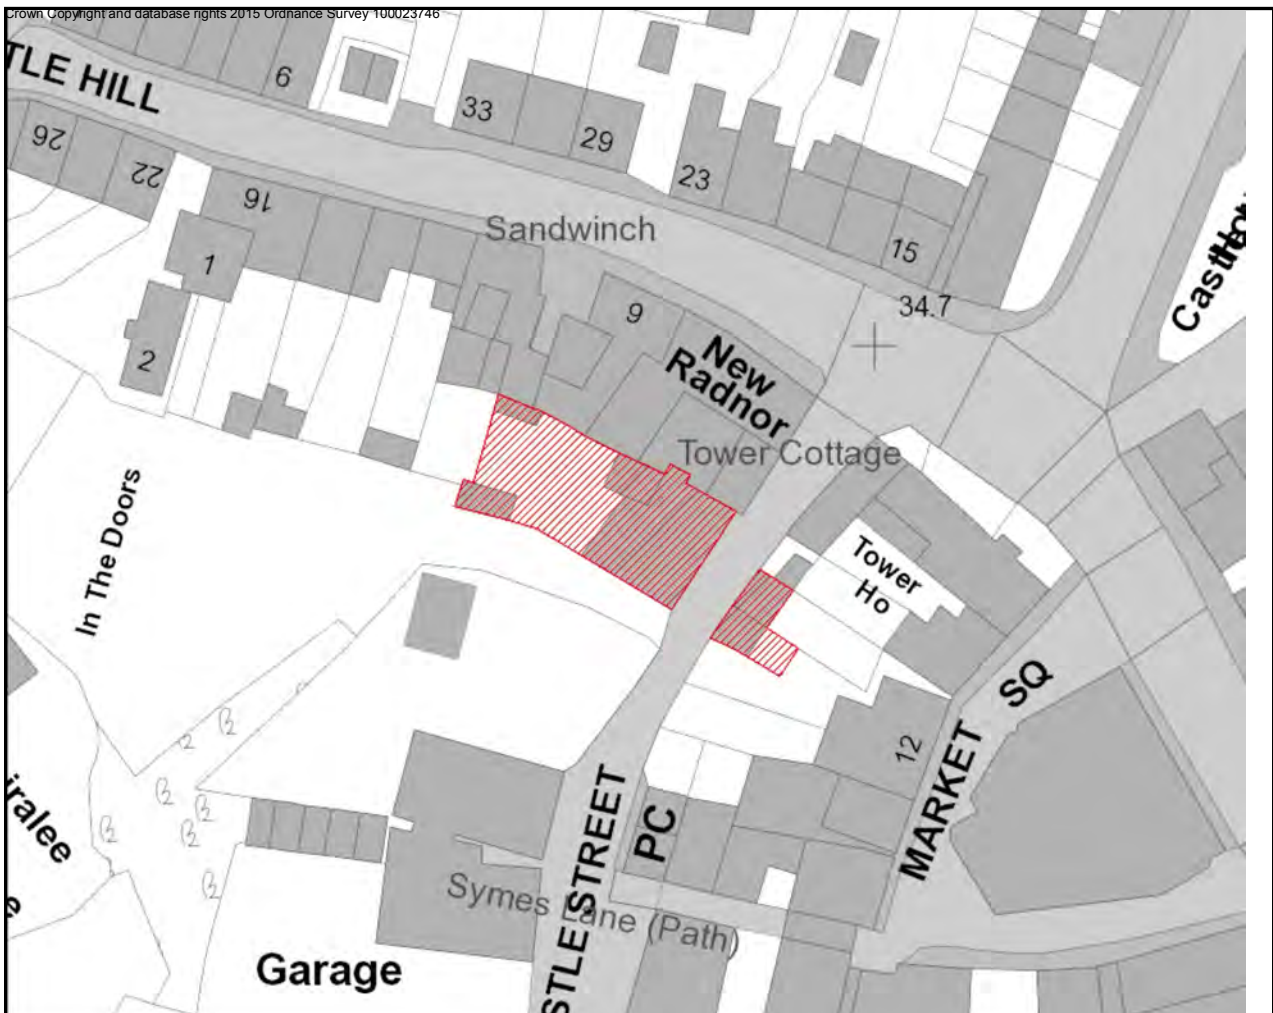 Crown Copyright and database rights 2015 Ordnance Survey 100023746
TLE HILL
6
33
29
26
22
23
16
Sandwinch
15
1
34.7
9
2
New
Radnor
Tower Cottage
In The Doors
Tower
Ho
MARKET SQ
12
iralee
e
STLE STREET
PC
Symes Lane (Path)
Garage